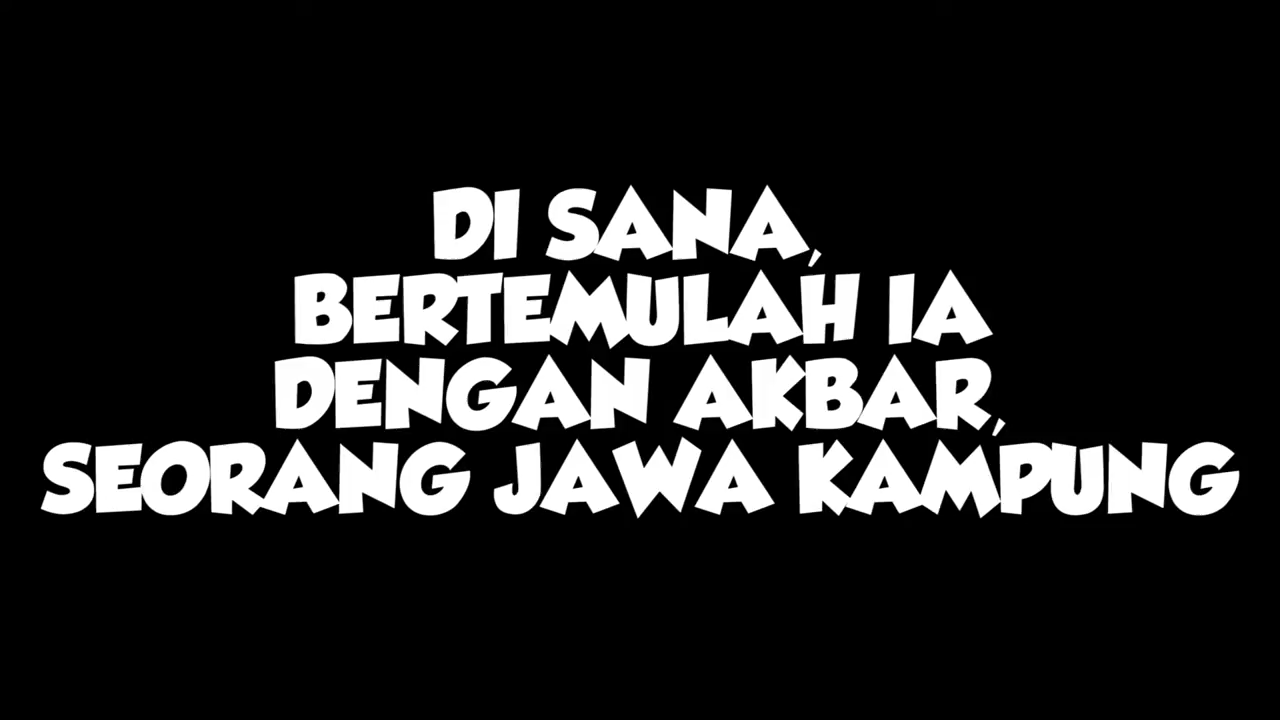 DI SANA,
BERTEMULAH IA
DENGAN AKBAR,
SEORANG JAWA KAMPUNG